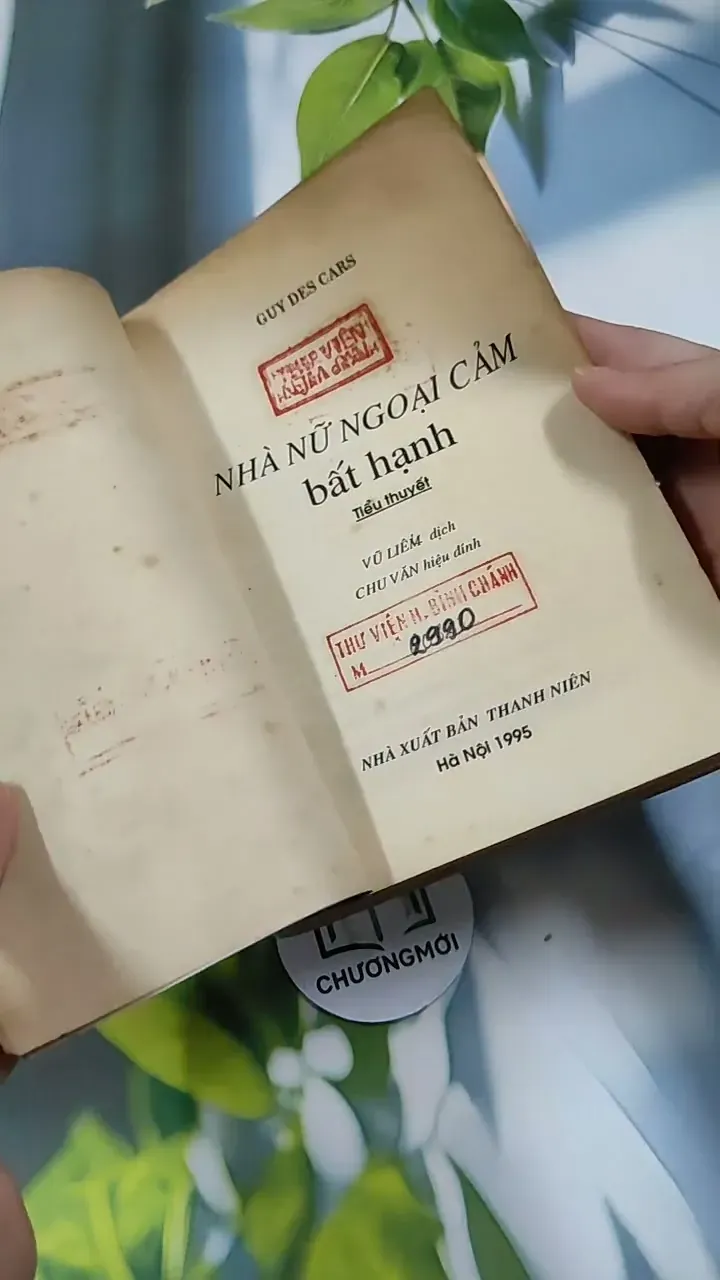 GUY DES CARS
NHÀ NỮ NGOẠI CẢM
bất hạnh
Tiểu thuyết
VŨ LIÊM dịch
CHU VĂN hiệu đính
THƯ VIỆN H. BÌNH CHÁNH
M 2990
NHÀ XUẤT BẢN THANH NIÊN
Hà Nội 1995
CHƯƠNGMỚI